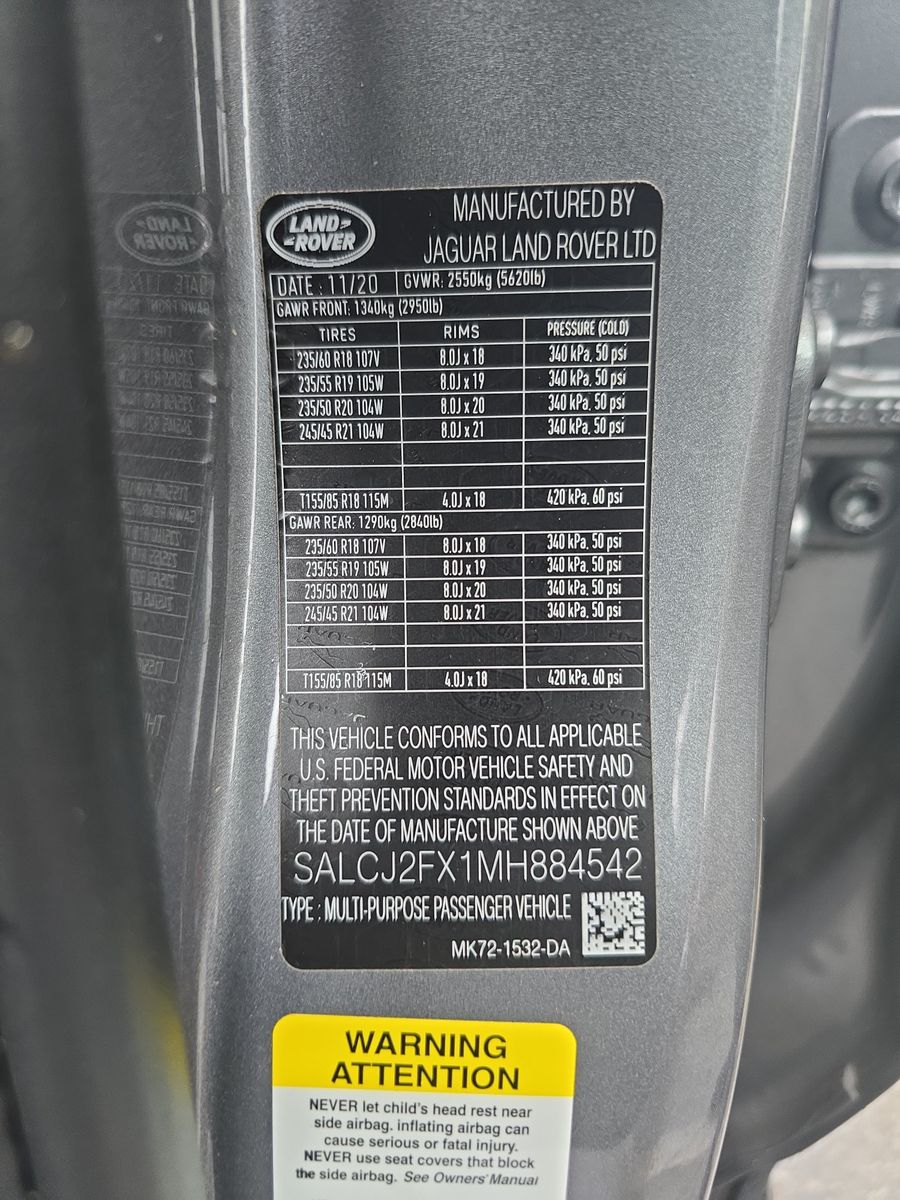 LAND ROVER
MANUFACTURED BY
JAGUAR LAND ROVER LTD
DATE : 11/20 GVWR: 2550kg (5620lb)
GAWR FRONT: 1340kg (2950lb)
TIRES RIMS PRESSURE (COLD)
235/60 R18 107V 8.0J x 18 340 kPa, 50 psi
235/55 R19 105W 8.0J x 19 340 kPa, 50 psi
235/50 R20 104W 8.0J x 20 340 kPa, 50 psi
245/45 R21 104W 8.0J x 21 340 kPa, 50 psi
T155/85 R18 115M 4.0J x 18 420 kPa, 60 psi
GAWR REAR: 1290kg (2840lb)
235/60 R18 107V 8.0J x 18 340 kPa, 50 psi
235/55 R19 105W 8.0J x 19 340 kPa, 50 psi
235/50 R20 104W 8.0J x 20 340 kPa, 50 psi
245/45 R21 104W 8.0J x 21 340 kPa, 50 psi
T155/85 R18 115M 4.0J x 18 420 kPa, 60 psi
THIS VEHICLE CONFORMS TO ALL APPLICABLE
U.S. FEDERAL MOTOR VEHICLE SAFETY AND
THEFT PREVENTION STANDARDS IN EFFECT ON
THE DATE OF MANUFACTURE SHOWN ABOVE
SALCJ2FX1MH884542
TYPE : MULTI-PURPOSE PASSENGER VEHICLE
MK72-1532-DA
WARNING
ATTENTION
NEVER let child's head rest near
side airbag. inflating airbag can
cause serious or fatal injury.
NEVER use seat covers that block
the side airbag. See Owners' Manual